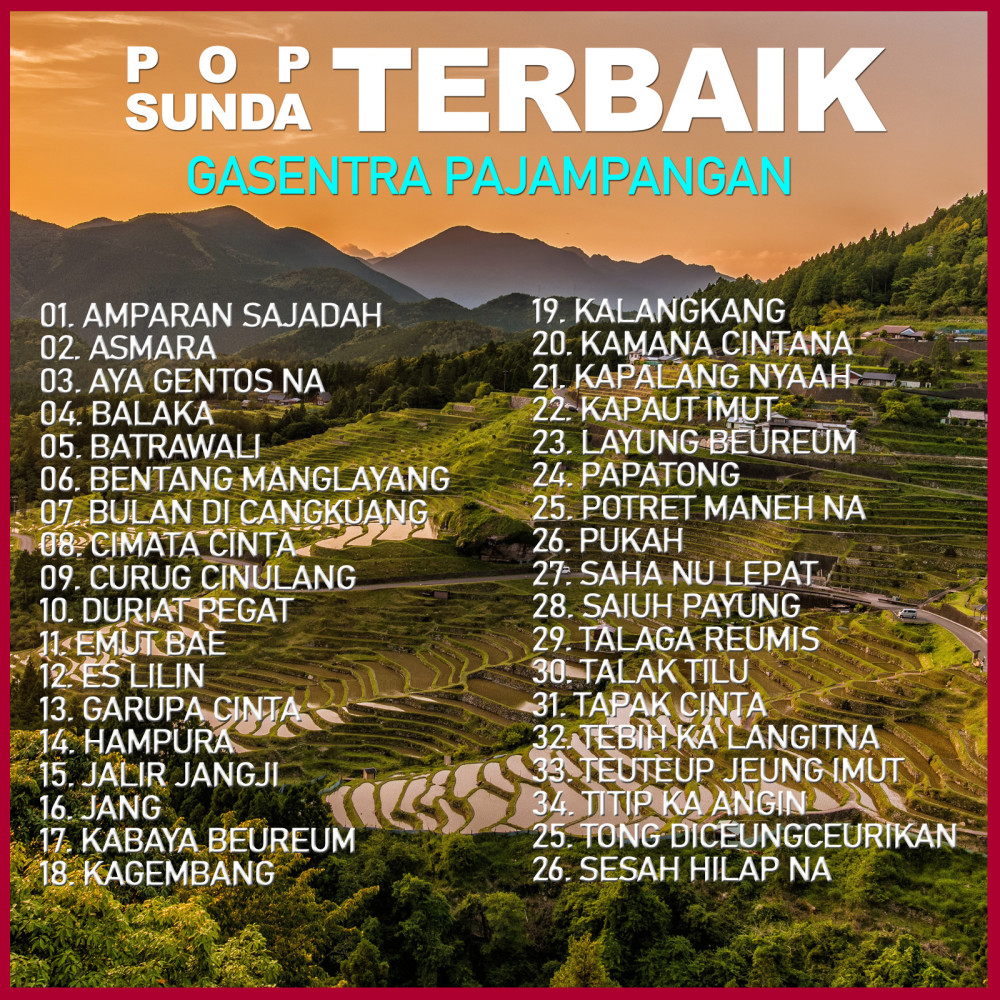 POP
SUNDA
TERBAIK
GASENTRA PAJAMPANGAN
01. AMPARAN SAJADAH
02. ASMARA
03. AYA GENTOS NA
04. BALAKA
05. BATRAWALI
06. BENTANG MANGLAYANG
07. BULAN DI CANGKUANG
08. CIMATA CINTA
09. CURUG CINULANG
10. DURIAT PEGAT
11. EMUT BAE
12. ES LILIN
13. GARUPA CINTA
14. HAMPURA
15. JALIR JANGJI
16. JANG
17. KABAYA BEUREUM
18. KAGEMBANG
19. KALANGKANG
20. KAMANA CINTANA
21. KAPALANG NYAAH
22. KAPAUT IMUT
23. LAYUNG BEUREUM
24. PAPATONG
25. POTRET MANEH NA
26. PUKAH
27. SAHA NU LEPAT
28. SAIUH PAYUNG
29. TALAGA REUMIS
30. TALAK TILU
31. TAPAK CINTA
32. TEBIH KA LANGITNA
33. TEUTEUP JEUNG IMUT
34. TITIP KA ANGIN
25. TONG DICEUNGCEURIKAN
26. SESAH HILAP NA